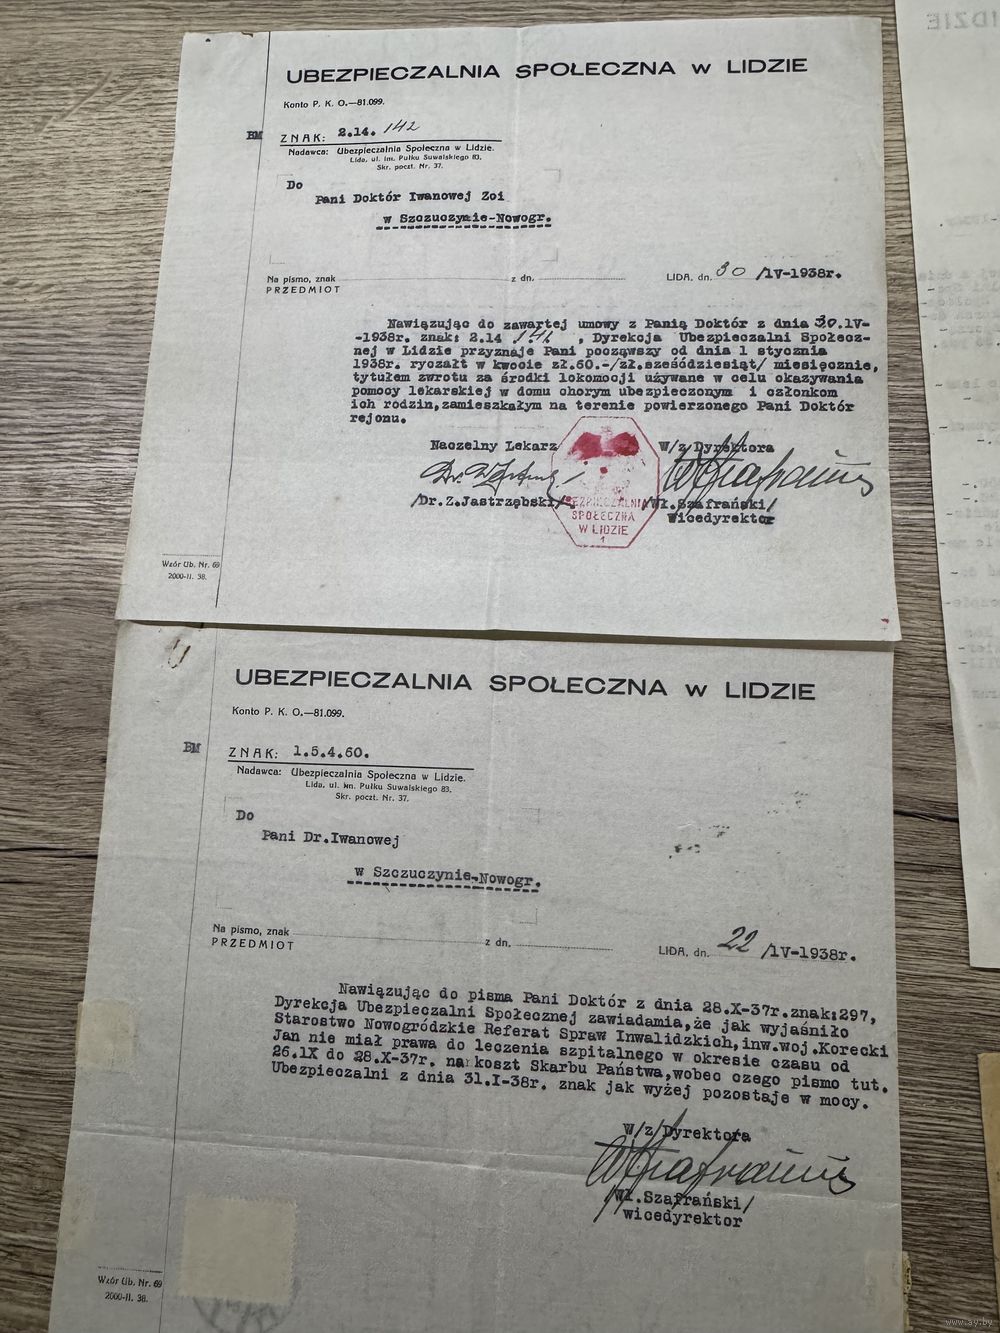 UBEZPIECZALNIA SPOŁECZNA w LIDZIE
Konto P. K. O.—81.099.
BM
ZNAK: 2.14. 142
Nadawca: Ubezpieczalnia Społeczna w Lidzie.
Lida, ul. Im. Pułku Suwalskiego 83.
Skr. poczt. Nr. 37.
Do
Pani Doktór Iwanowej Zoi
w Szczuczynie-Nowogr.
Na pismo, znak z dn. LIDA, dn. 30 /IV-1938r.
PRZEDMIOT
Nawiązując do zawartej umowy z Panią Doktór z dnia 30.IV-
-1938r. znak: 2.14 142 , Dyrekcja Ubezpieczalni Społecz-
nej w Lidzie przyznaje Pani począwszy od dnia 1 stycznia
1938r. ryczałt w kwocie zł.60.-/zł.sześćdziesiąt/ miesięcznie,
tytułem zwrotu za środki lokomocji używane w celu okazywania
pomocy lekarskiej w domu chorym ubezpieczonym i członkom
ich rodzin,zamieszkałym na terenie powierzonego Pani Doktór
rejonu.
Naczelny Lekarz W/z Dyrektora
/Dr.Z.Jastrzębski/ /Wł.Szafrański/
Wicedyrektor
UBEZPIECZALNIA
SPOŁECZNA
W LIDZIE
1
Wzór Ub. Nr. 69
2000-II. 38.
UBEZPIECZALNIA SPOŁECZNA w LIDZIE
Konto P. K. O.—81.099.
BM
ZNAK: 1.5.4.60.
Nadawca: Ubezpieczalnia Społeczna w Lidzie.
Lida, ul. Im. Pułku Suwalskiego 83.
Skr. poczt. Nr. 37.
Do
Pani Dr.Iwanowej
w Szczuczynie-Nowogr.
Na pismo, znak z dn. LIDA, dn. 22 /IV-1938r.
PRZEDMIOT
Nawiązując do pisma Pani Doktór z dnia 28.X-37r.znak:297,
Dyrekcja Ubezpieczalni Społecznej zawiadamia,że jak wyjaśniło
Starostwo Nowogródzkie Referat Spraw Inwalidzkich,inw.woj.Korecki
Jan nie miał prawa do leczenia szpitalnego w okresie czasu od
26.IX do 28.X-37r. na koszt Skarbu Państwa,wobec czego pismo tut.
Ubezpieczalni z dnia 31.I-38r. znak jak wyżej pozostaje w mocy.
W/z Dyrektora
/Wł.Szafrański/
wicedyrektor
Wzór Ub. Nr. 69
2000-II. 38.
www.ay.by